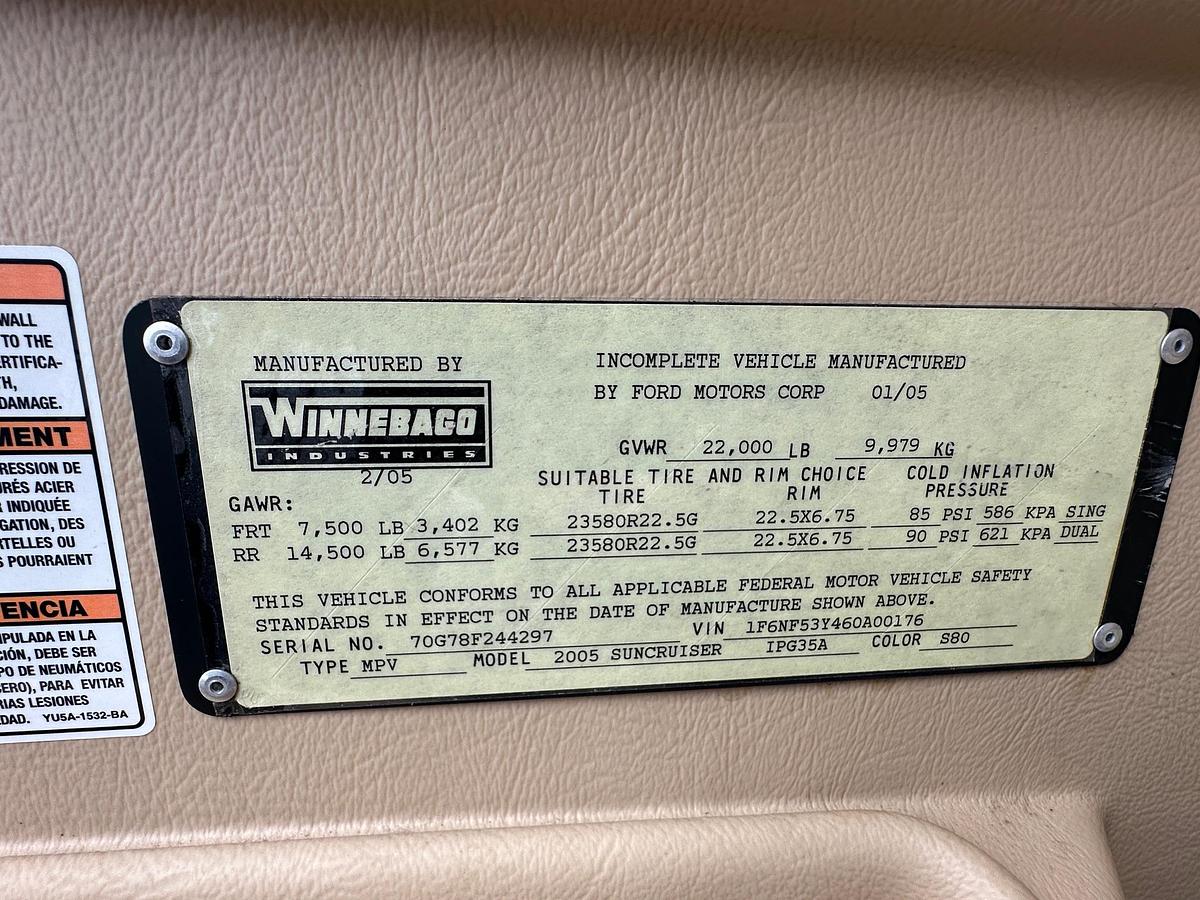 WALL
TO THE
ERTIFICA-
TH,
DAMAGE.
MENT
RESSION DE
URÉS ACIER
R INDIQUÉE
GATION, DES
RTELLES OU
S POURRAIENT
ENCIA
IPULADA EN LA
CIÓN, DEBE SER
PO DE NEUMÁTICOS
SERO), PARA EVITAR
RIAS LESIONES
EDAD. YU5A-1532-BA
MANUFACTURED BY
WINNEBAGO
INDUSTRIES
2/05
INCOMPLETE VEHICLE MANUFACTURED
BY FORD MOTORS CORP 01/05
GVWR 22,000 LB 9,979 KG
SUITABLE TIRE AND RIM CHOICE COLD INFLATION
TIRE RIM PRESSURE
GAWR:
FRT 7,500 LB 3,402 KG 23580R22.5G 22.5X6.75 85 PSI 586 KPA SING
RR 14,500 LB 6,577 KG 23580R22.5G 22.5X6.75 90 PSI 621 KPA DUAL
THIS VEHICLE CONFORMS TO ALL APPLICABLE FEDERAL MOTOR VEHICLE SAFETY
STANDARDS IN EFFECT ON THE DATE OF MANUFACTURE SHOWN ABOVE.
SERIAL NO. 70G78F244297 VIN 1F6NF53Y460A00176
TYPE MPV MODEL 2005 SUNCRUISER IPG35A COLOR S80